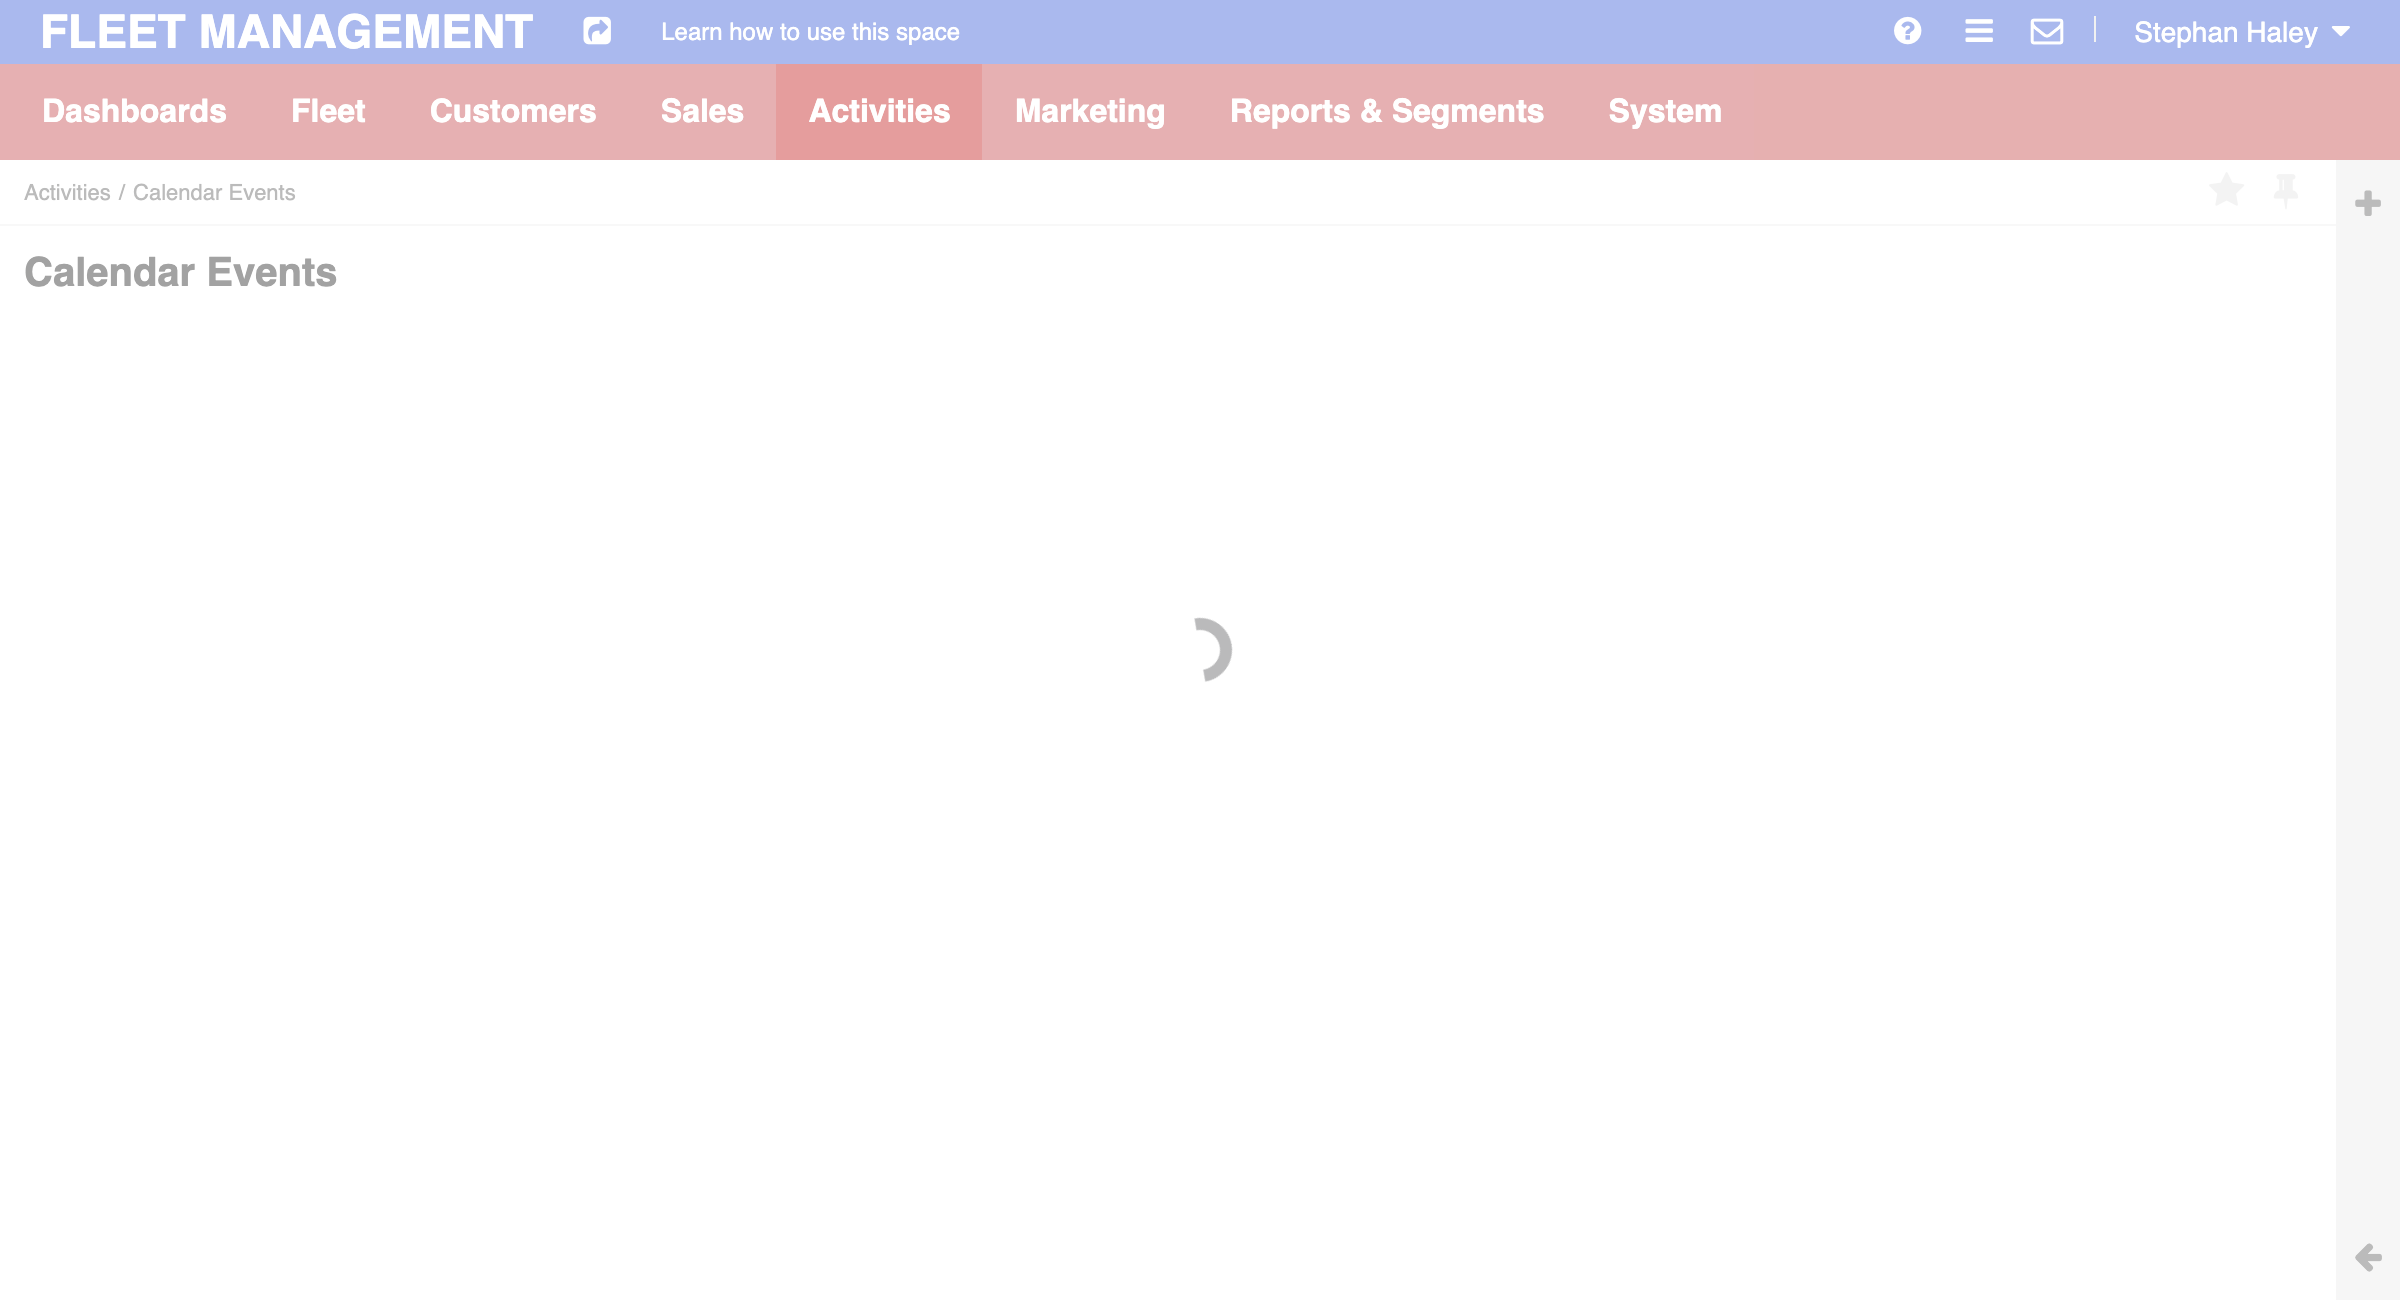 FLEET MANAGEMENT Learn how to use this space Stephan Haley
Dashboards Fleet Customers Sales Activities Marketing Reports & Segments System
Activities / Calendar Events
Calendar Events